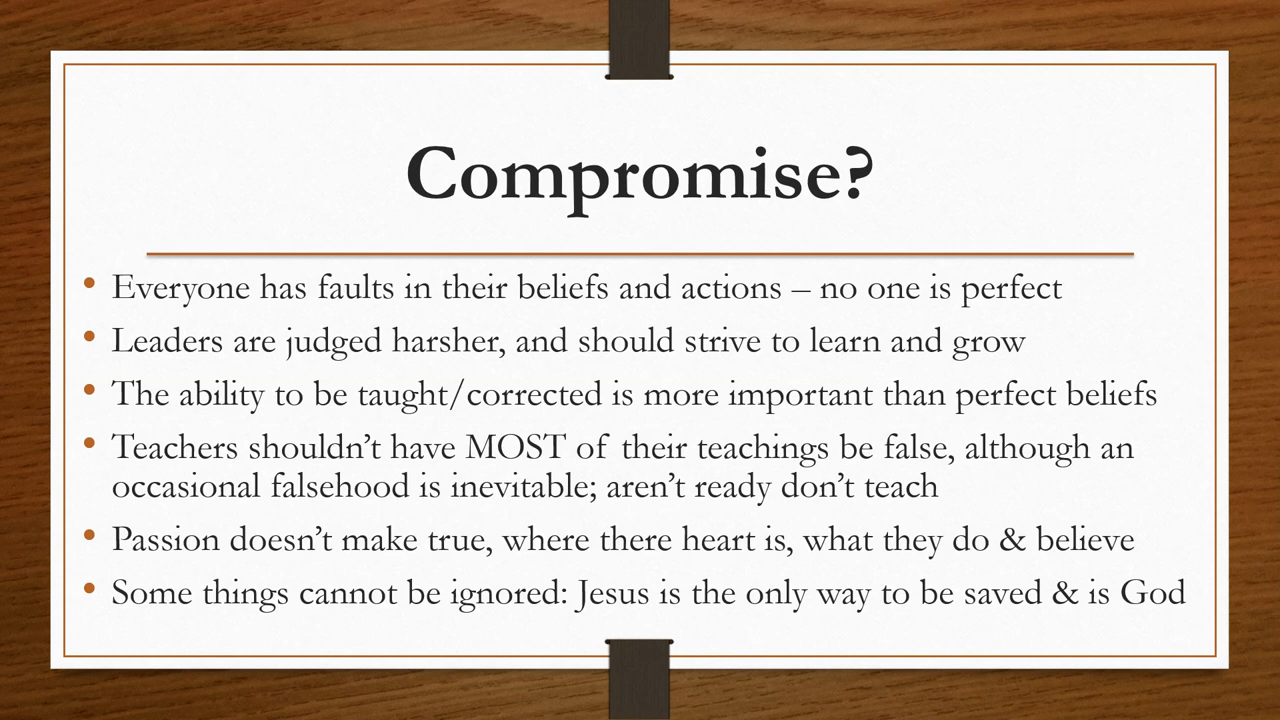 Compromise?
• Everyone has faults in their beliefs and actions – no one is perfect
• Leaders are judged harsher, and should strive to learn and grow
• The ability to be taught/corrected is more important than perfect beliefs
• Teachers shouldn’t have MOST of their teachings be false, although an
occasional falsehood is inevitable; aren’t ready don’t teach
• Passion doesn’t make true, where there heart is, what they do & believe
• Some things cannot be ignored: Jesus is the only way to be saved & is God